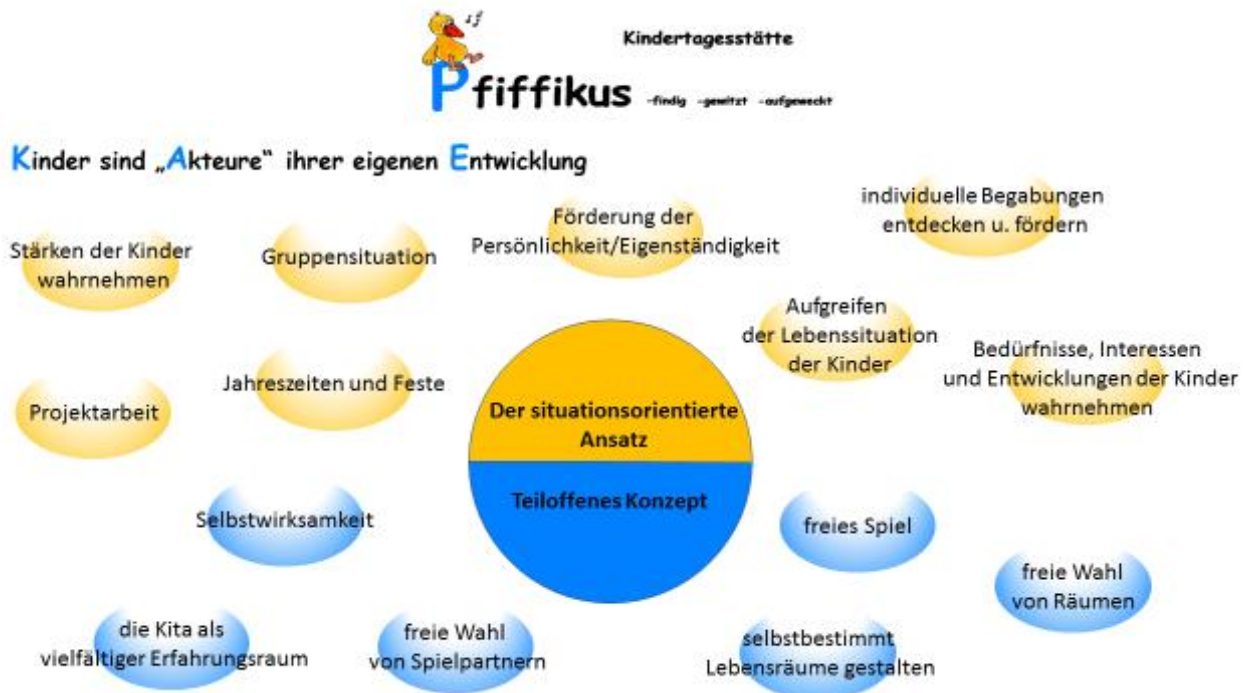 Kindertagesstätte
Pfiffikus -findig -gewitzt -aufgeweckt
Kinder sind „Akteure“ ihrer eigenen Entwicklung
Stärken der Kinder
wahrnehmen
Gruppensituation
Förderung der
Persönlichkeit/Eigenständigkeit
individuelle Begabungen
entdecken u. fördern
Projektarbeit
Jahreszeiten und Feste
Aufgreifen
der Lebenssituation
der Kinder
Bedürfnisse, Interessen
und Entwicklungen der Kinder
wahrnehmen
Der situationsorientierte
Ansatz
Teiloffenes Konzept
Selbstwirksamkeit
freies Spiel
freie Wahl
von Räumen
die Kita als
vielfältiger Erfahrungsraum
freie Wahl
von Spielpartnern
selbstbestimmt
Lebensräume gestalten